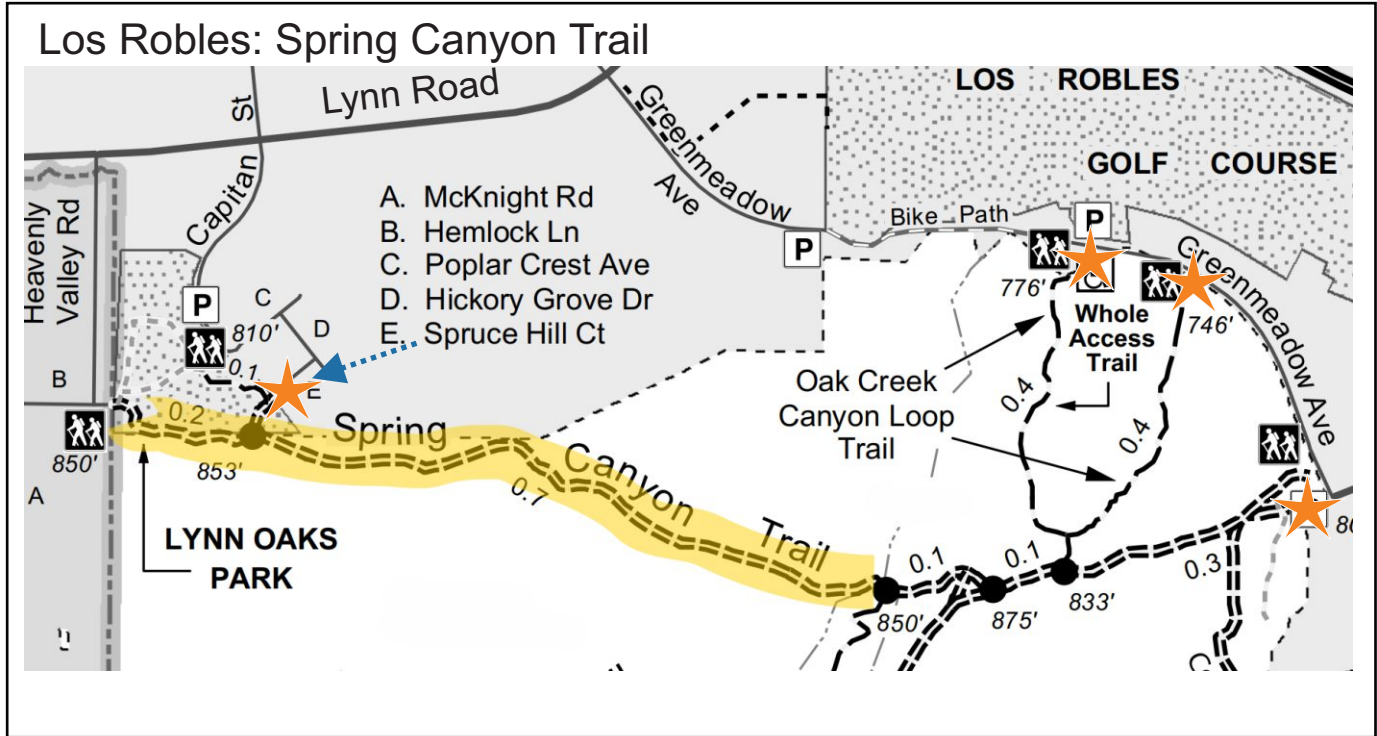 Los Robles: Spring Canyon Trail
LOS ROBLES
GOLF COURSE
Lynn Road
Capitan St
Greenmeadow Ave
Heavenly Valley Rd
A. McKnight Rd
B. Hemlock Ln
C. Poplar Crest Ave
D. Hickory Grove Dr
E. Spruce Hill Ct
Bike Path
P
P
P
776'
746'
Whole
Access
Trail
Greenmeadow Ave
810'
C
D
E
0.1
B
0.2
850'
853'
A
Spring Canyon Trail
0.7
Oak Creek
Canyon Loop
Trail
0.4
0.4
LYNN OAKS
PARK
0.1
0.1
0.3
850'
875'
833'